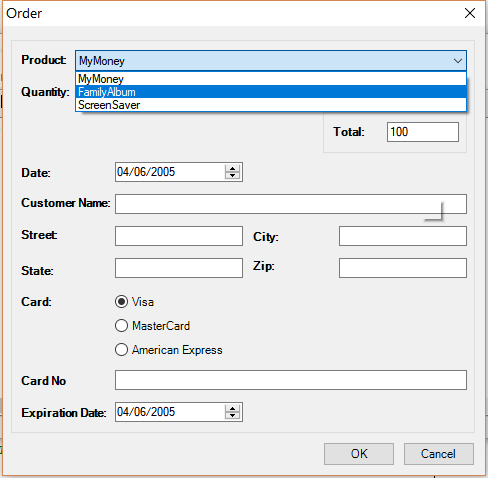 Order
Product: MyMoney
MyMoney
Quantity: FamilyAlbum
ScreenSaver
Total: 100
Date: 04/06/2005
Customer Name:
Street: City:
State: Zip:
Card: Visa
MasterCard
American Express
Card No
Expiration Date: 04/06/2005
OK Cancel